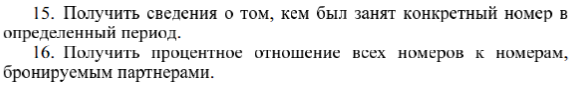 15. Получить сведения о том, кем был занят конкретный номер в
определенный период.
16. Получить процентное отношение всех номеров к номерам,
бронируемым партнерами.